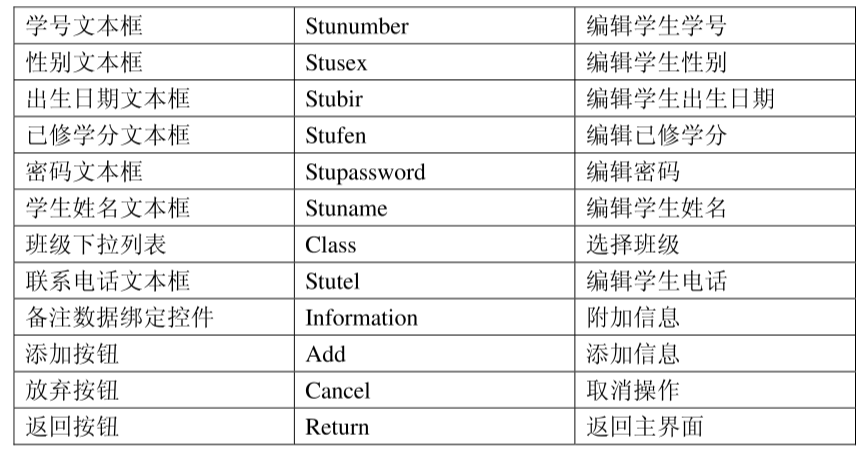 学号文本框 Stunumber 编辑学生学号
性别文本框 Stusex 编辑学生性别
出生日期文本框 Stubir 编辑学生出生日期
已修学分文本框 Stufen 编辑已修学分
密码文本框 Stupassword 编辑密码
学生姓名文本框 Stuname 编辑学生姓名
班级下拉列表 Class 选择班级
联系电话文本框 Stutel 编辑学生电话
备注数据绑定控件 Information 附加信息
添加按钮 Add 添加信息
放弃按钮 Cancel 取消操作
返回按钮 Return 返回主界面